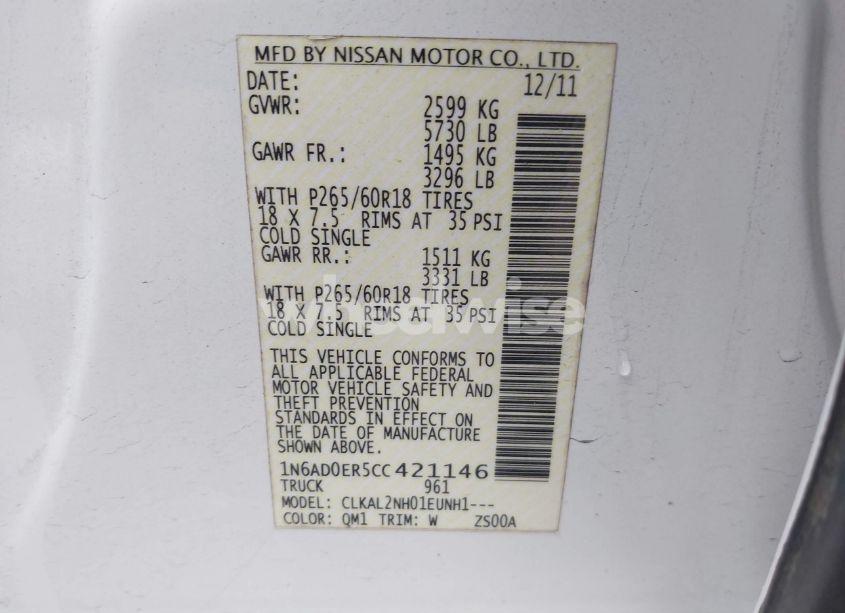 MFD BY NISSAN MOTOR CO., LTD.
DATE: 12/11
GVWR: 2599 KG
5730 LB
GAWR FR.: 1495 KG
3296 LB
WITH P265/60R18 TIRES
18 X 7.5 RIMS AT 35 PSI
COLD SINGLE
GAWR RR.: 1511 KG
3331 LB
WITH P265/60R18 TIRES
18 X 7.5 RIMS AT 35 PSI
COLD SINGLE
wheelwise
THIS VEHICLE CONFORMS TO
ALL APPLICABLE FEDERAL
MOTOR VEHICLE SAFETY AND
THEFT PREVENTION
STANDARDS IN EFFECT ON
THE DATE OF MANUFACTURE
SHOWN ABOVE.
1N6AD0ER5CC421146
TRUCK 961
MODEL: CLKAL2NH01EUNH1---
COLOR: QM1 TRIM: W ZS00A